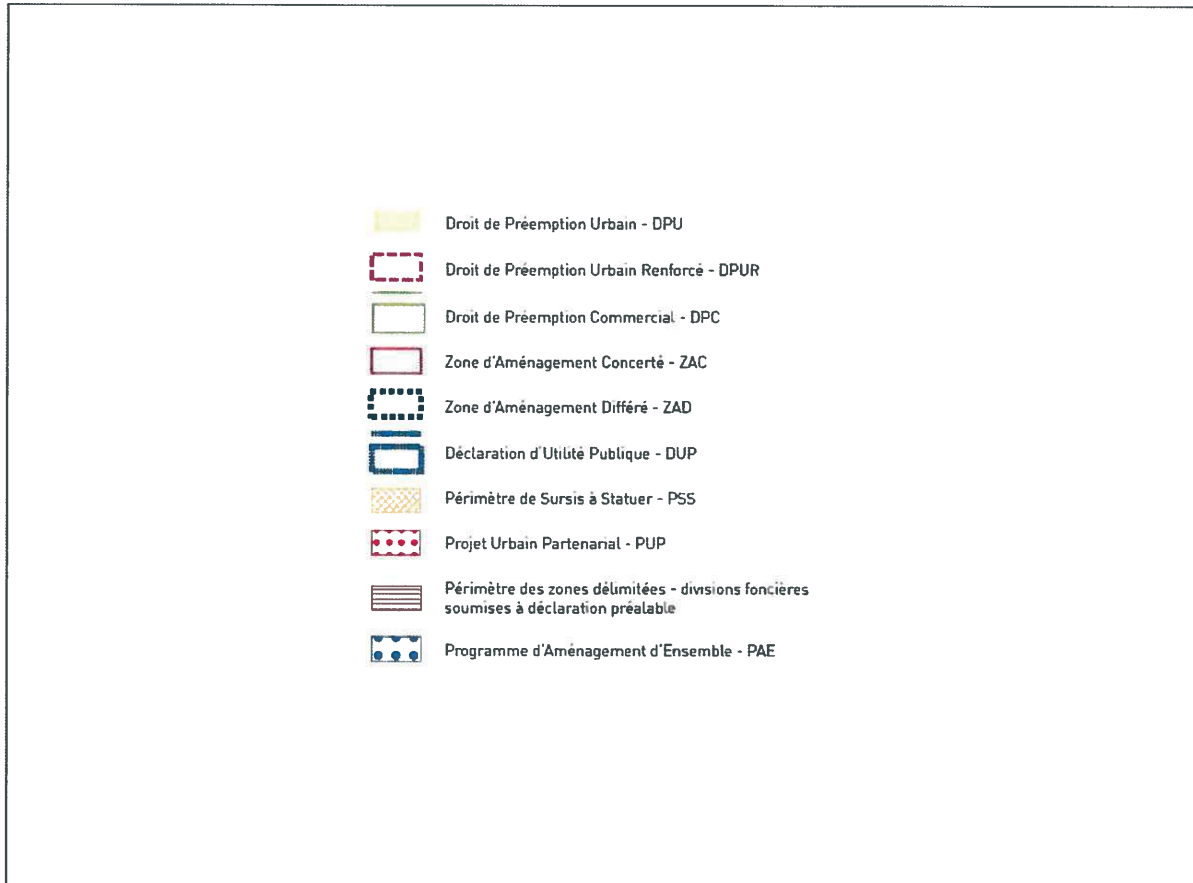 Droit de Préemption Urbain - DPU
Droit de Préemption Urbain Renforcé - DPUR
Droit de Préemption Commercial - DPC
Zone d'Aménagement Concerté - ZAC
Zone d'Aménagement Différé - ZAD
Déclaration d'Utilité Publique - DUP
Périmètre de Sursis à Statuer - PSS
Projet Urbain Partenarial - PUP
Périmètre des zones délimitées - divisions foncières
soumises à déclaration préalable
Programme d'Aménagement d'Ensemble - PAE